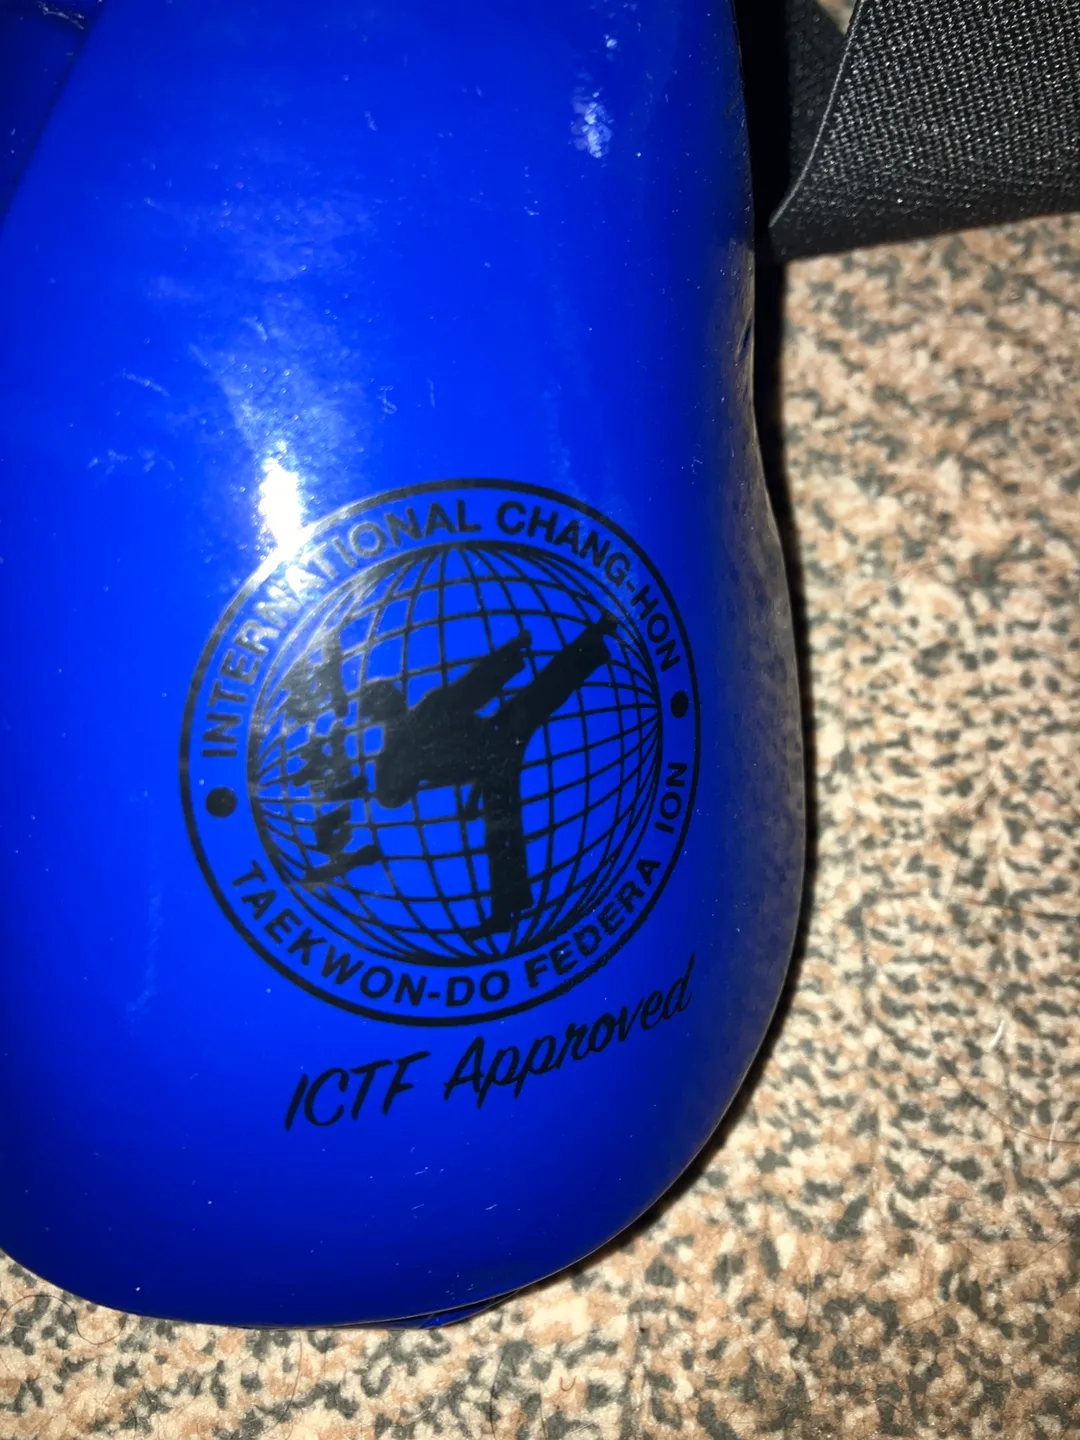 INTERNATIONAL CHANG-HON
TAEKWON-DO FEDERA ION
ICTF Approved